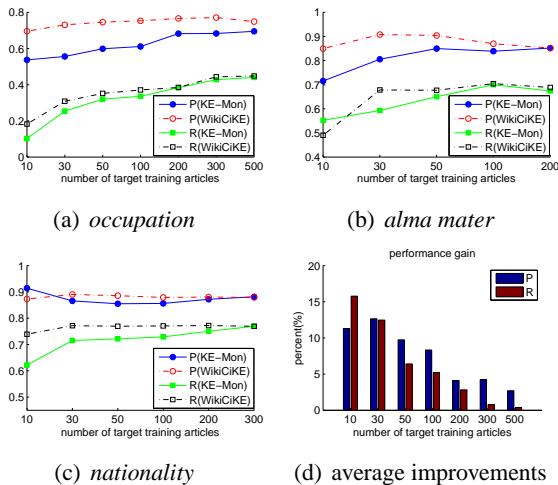 0.8
0.6
0.4
0.2
0
10 30 50 100 200 300 500
number of target training articles
P(KE−Mon)
P(WikiCiKE)
R(KE−Mon)
R(WikiCiKE)
(a) occupation
1
0.9
0.8
0.7
0.6
0.5
0.4
10 30 50 100 200
number of target training articles
P(KE−Mon)
P(WikiCiKE)
R(KE−Mon)
R(WikiCiKE)
(b) alma mater
1
0.9
0.8
0.7
0.6
0.5
10 30 50 100 200 300
number of target training articles
P(KE−Mon)
P(WikiCiKE)
R(KE−Mon)
R(WikiCiKE)
(c) nationality
performance gain
20
15
10
5
0
percent(%)
10 30 50 100 200 300 500
number of target training articles
P
R
(d) average improvements